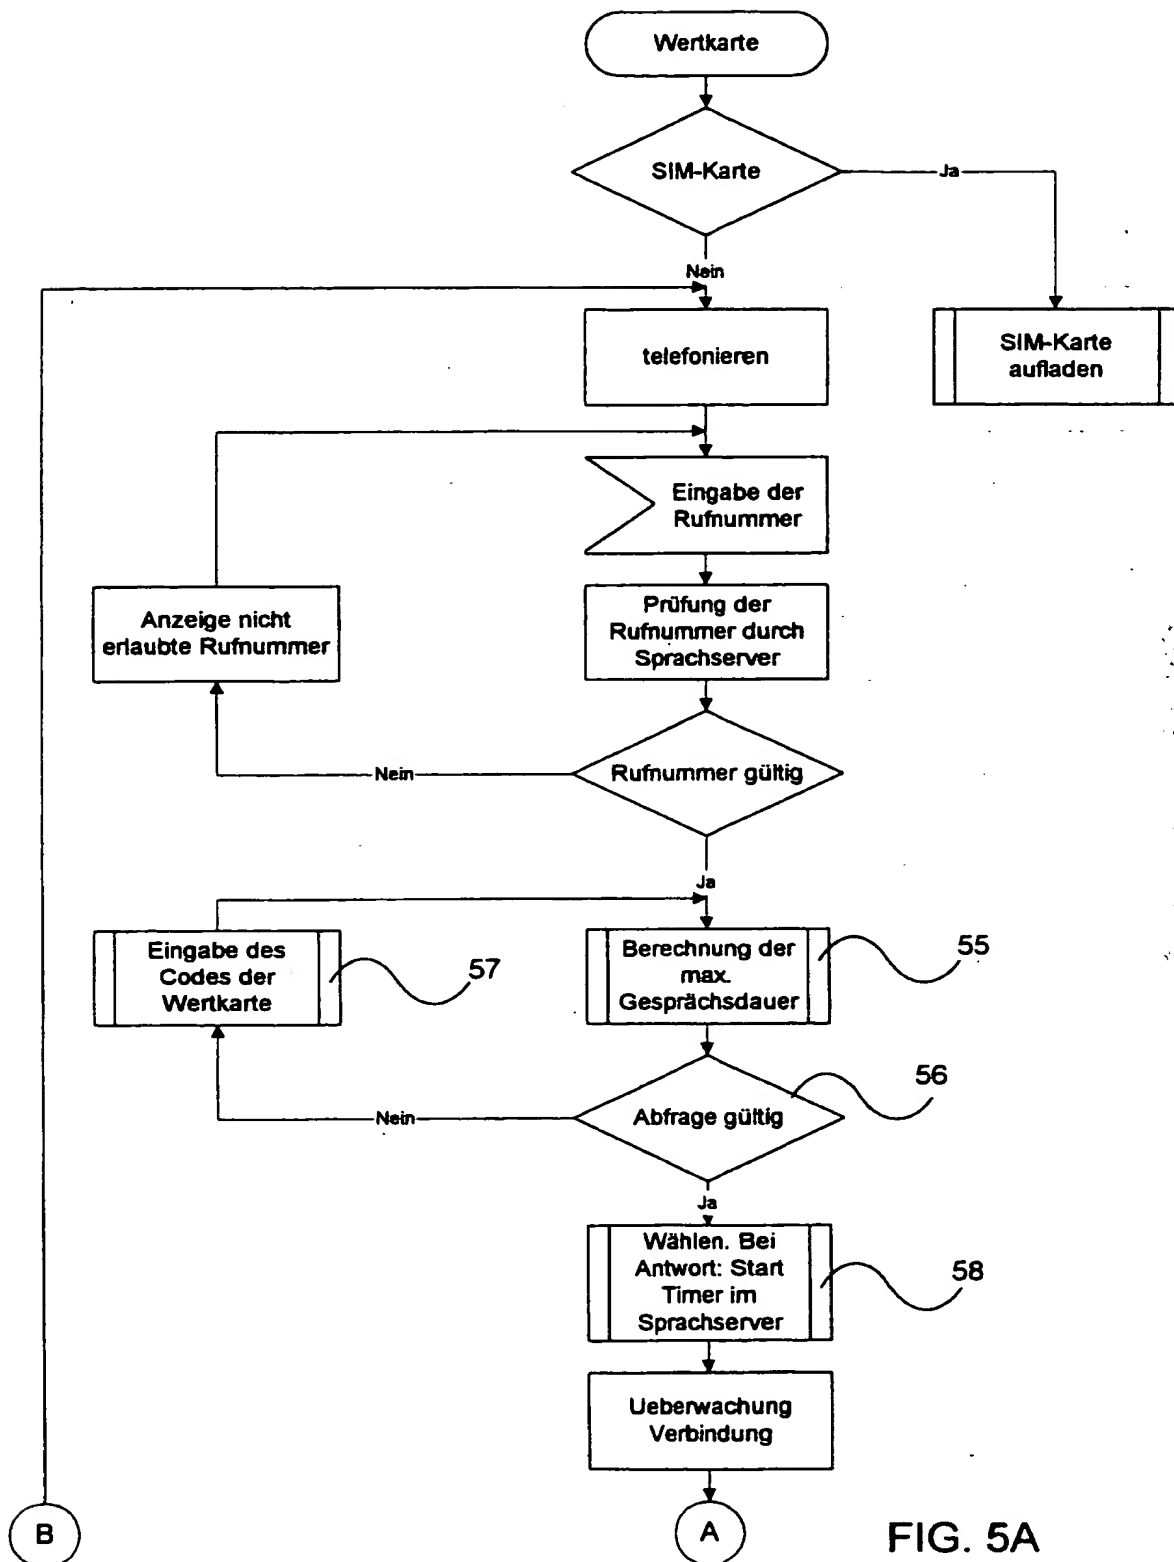 Wertkarte
SIM-Karte
Ja
Nein
telefonieren
SIM-Karte
aufladen
Eingabe der
Rufnummer
Anzeige nicht
erlaubte Rufnummer
Prüfung der
Rufnummer durch
Sprachserver
Nein
Rufnummer gültig
Ja
Eingabe des
Codes der
Wertkarte
57
Berechnung der
max.
Gesprächsdauer
55
56
Nein
Abfrage gültig
Ja
Wählen. Bei
Antwort: Start
Timer im
Sprachserver
58
Ueberwachung
Verbindung
B
A
FIG. 5A